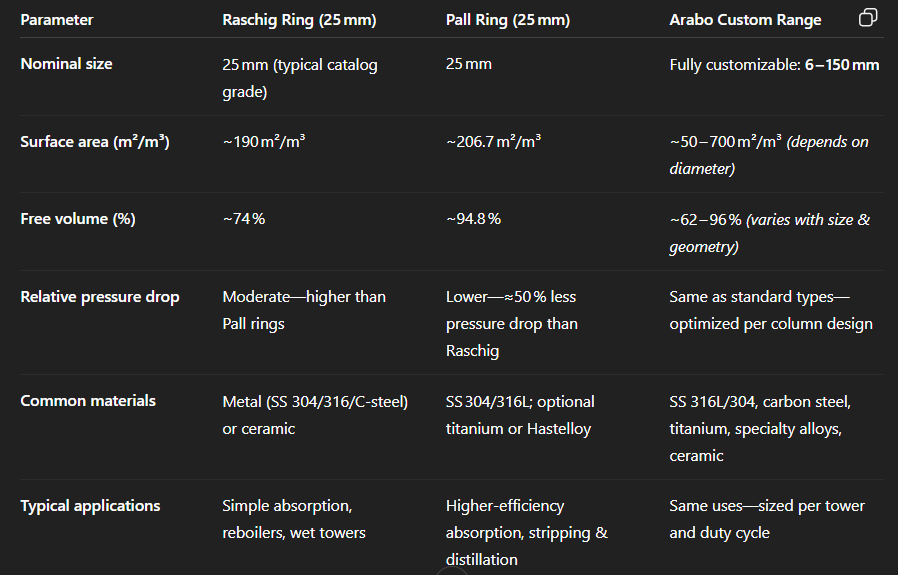 Parameter Raschig Ring (25 mm) Pall Ring (25 mm) Arabo Custom Range
Nominal size 25 mm (typical catalog 25 mm Fully customizable: 6–150 mm
grade)
Surface area (m²/m³) ~190 m²/m³ ~206.7 m²/m³ ~50–700 m²/m³ (depends on
diameter)
Free volume (%) ~74 % ~94.8 % ~62–96 % (varies with size &
geometry)
Relative pressure drop Moderate—higher than Lower—≈50 % less Same as standard types—
Pall rings pressure drop than optimized per column design
Raschig
Common materials Metal (SS 304/316/C-steel) SS 304/316L; optional SS 316L/304, carbon steel,
or ceramic titanium or Hastelloy titanium, specialty alloys,
ceramic
Typical applications Simple absorption, Higher-efficiency Same uses—sized per tower
reboilers, wet towers absorption, stripping & and duty cycle
distillation